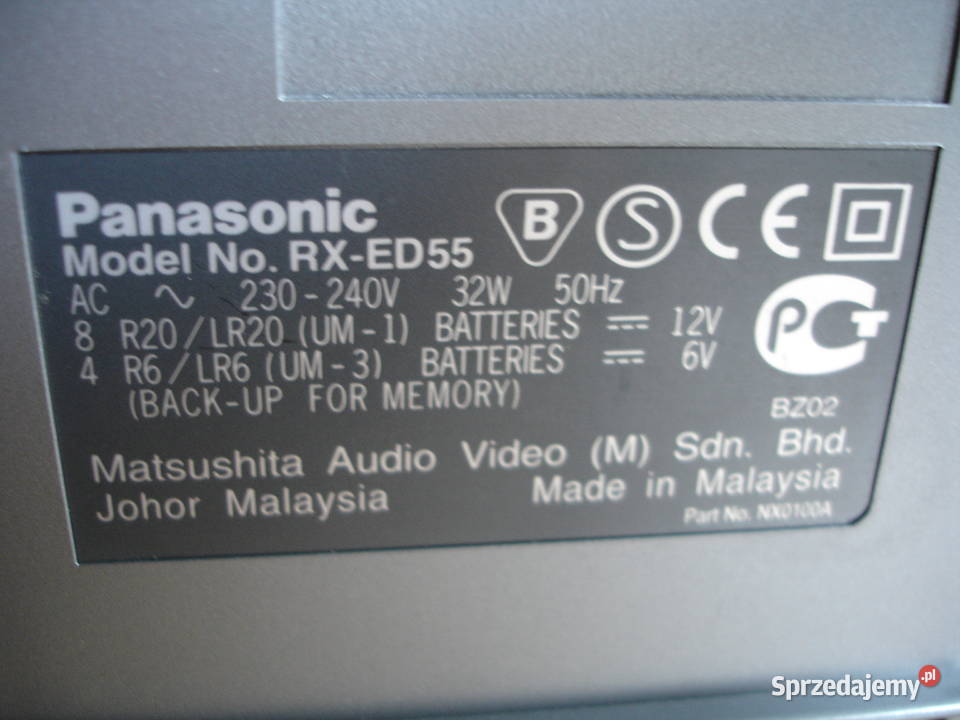 Panasonic
Model No. RX-ED55
B S CE
AC ~ 230-240V 32W 50Hz
8 R20/LR20 (UM-1) BATTERIES ⎓ 12V
4 R6/LR6 (UM-3) BATTERIES ⎓ 6V
(BACK-UP FOR MEMORY)
PCT
BZ02
Matsushita Audio Video (M) Sdn. Bhd.
Johor Malaysia Made in Malaysia
Part No. NX0100A
Sprzedajemy.pl